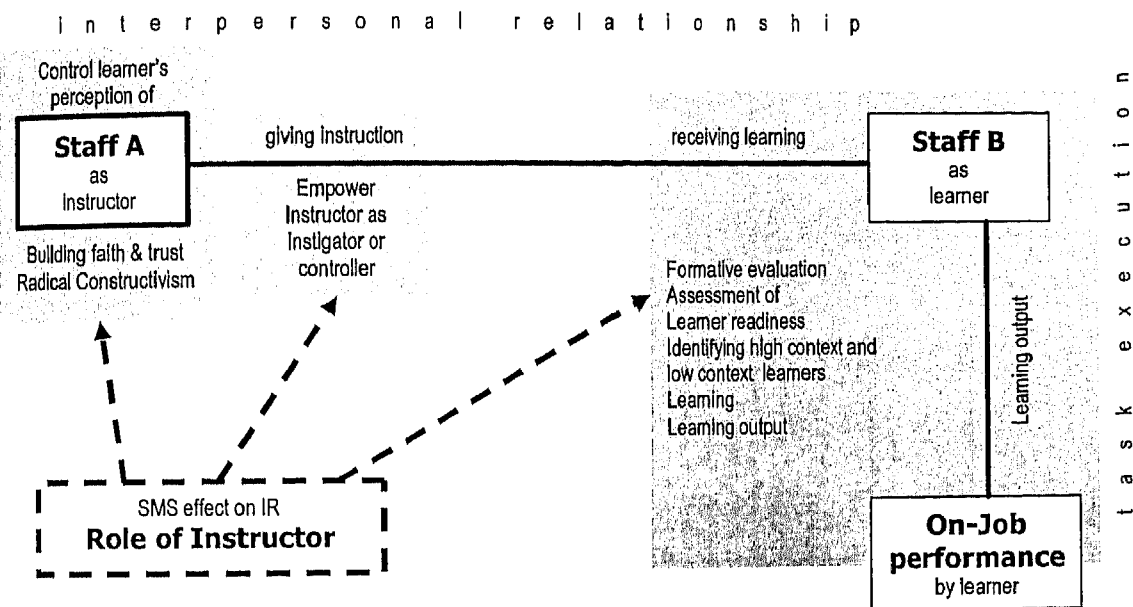 interpersonal relationship
Control learner's
perception of
Staff A
as
Instructor
Building faith & trust
Radical Constructivism
giving Instruction
Empower
Instructor as
Instigator or
controller
receiving learning
Staff B
as
learner
Formative evaluation
Assessment of
Learner readiness
Identifying high context and
low context learners
Learning
Learning output
Learning output
task execution
SMS effect on IR
Role of Instructor
On-Job
performance
by learner